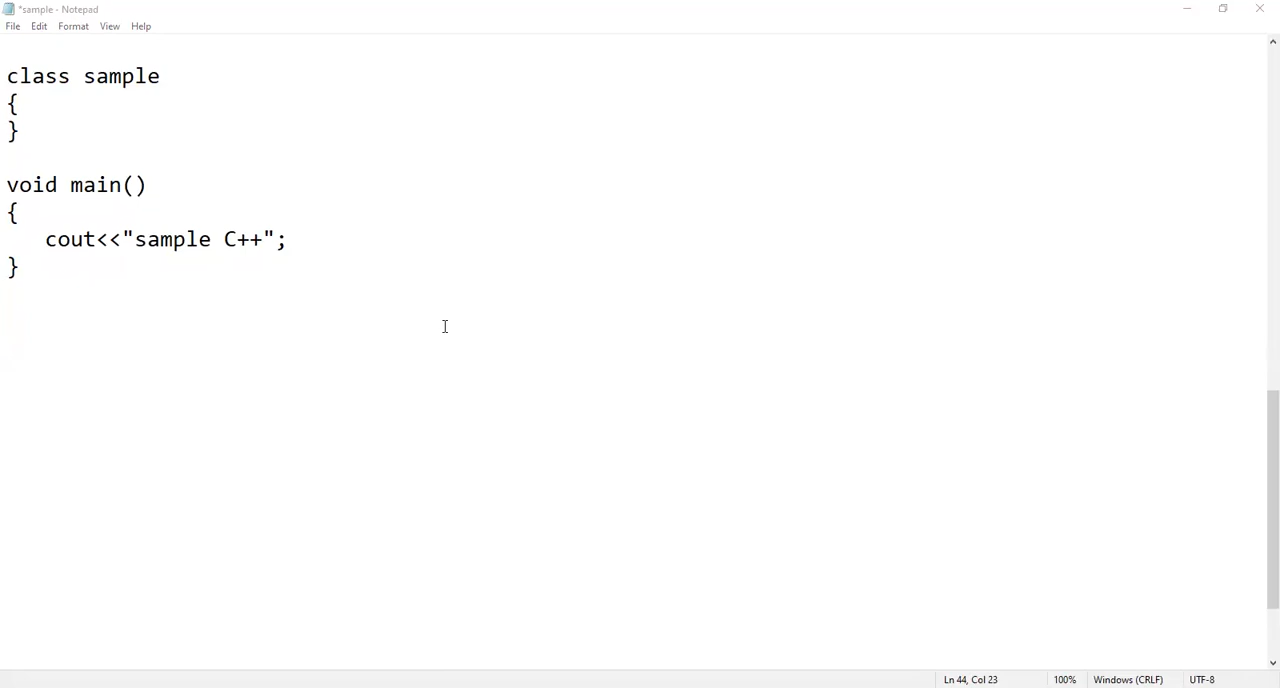 *sample - Notepad
File Edit Format View Help
class sample
{
}
void main()
{
cout<<"sample C++";
}
Ln 44, Col 23 100% Windows (CRLF) UTF-8